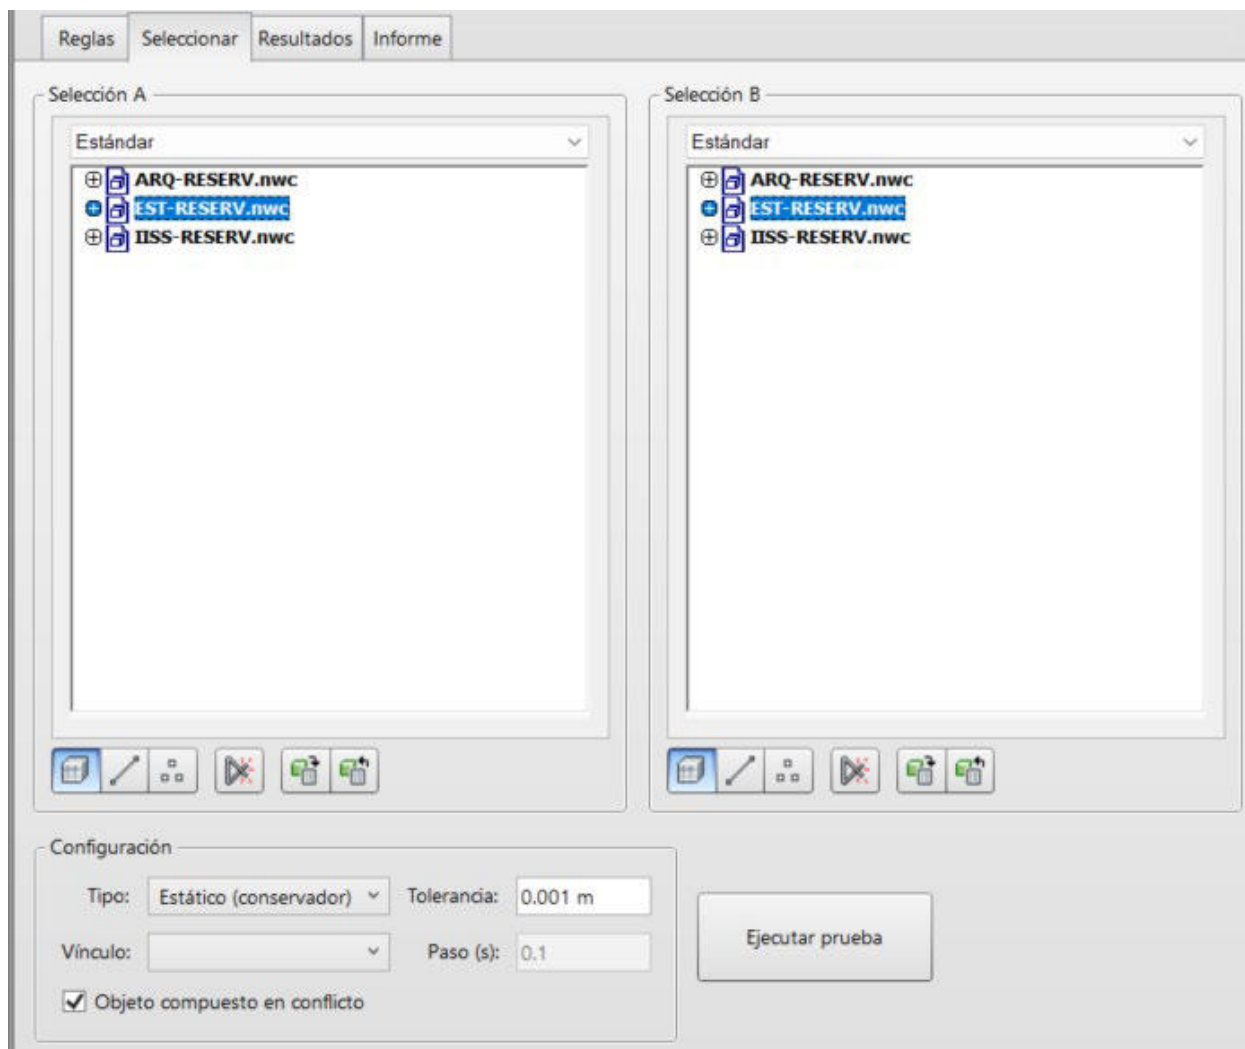 Reglas Seleccionar Resultados Informe
Selección A
Estándar
ARQ-RESERV.nwc
EST-RESERV.nwc
IISS-RESERV.nwc
Selección B
Estándar
ARQ-RESERV.nwc
EST-RESERV.nwc
IISS-RESERV.nwc
Configuración
Tipo: Estático (conservador) Tolerancia: 0.001 m
Vínculo: Paso (s): 0.1
Objeto compuesto en conflicto
Ejecutar prueba